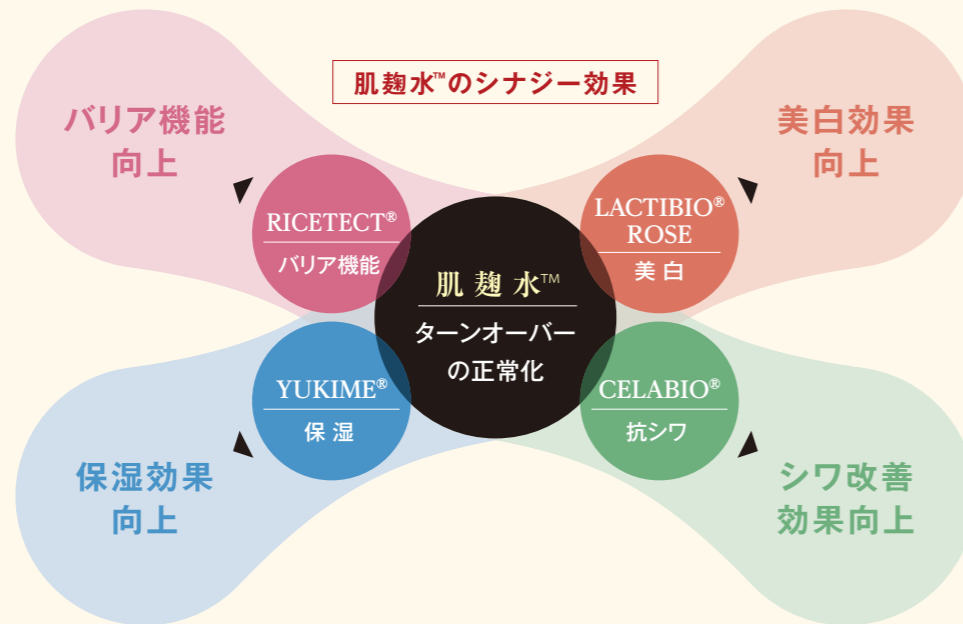 肌麹水™のシナジー効果
バリア機能
向上
RICETECT®
バリア機能
美白効果
向上
LACTIBIO®
ROSE
美白
肌麹水™
ターンオーバー
の正常化
YUKIME®
保湿
保湿効果
向上
CELABIO®
抗シワ
シワ改善
効果向上